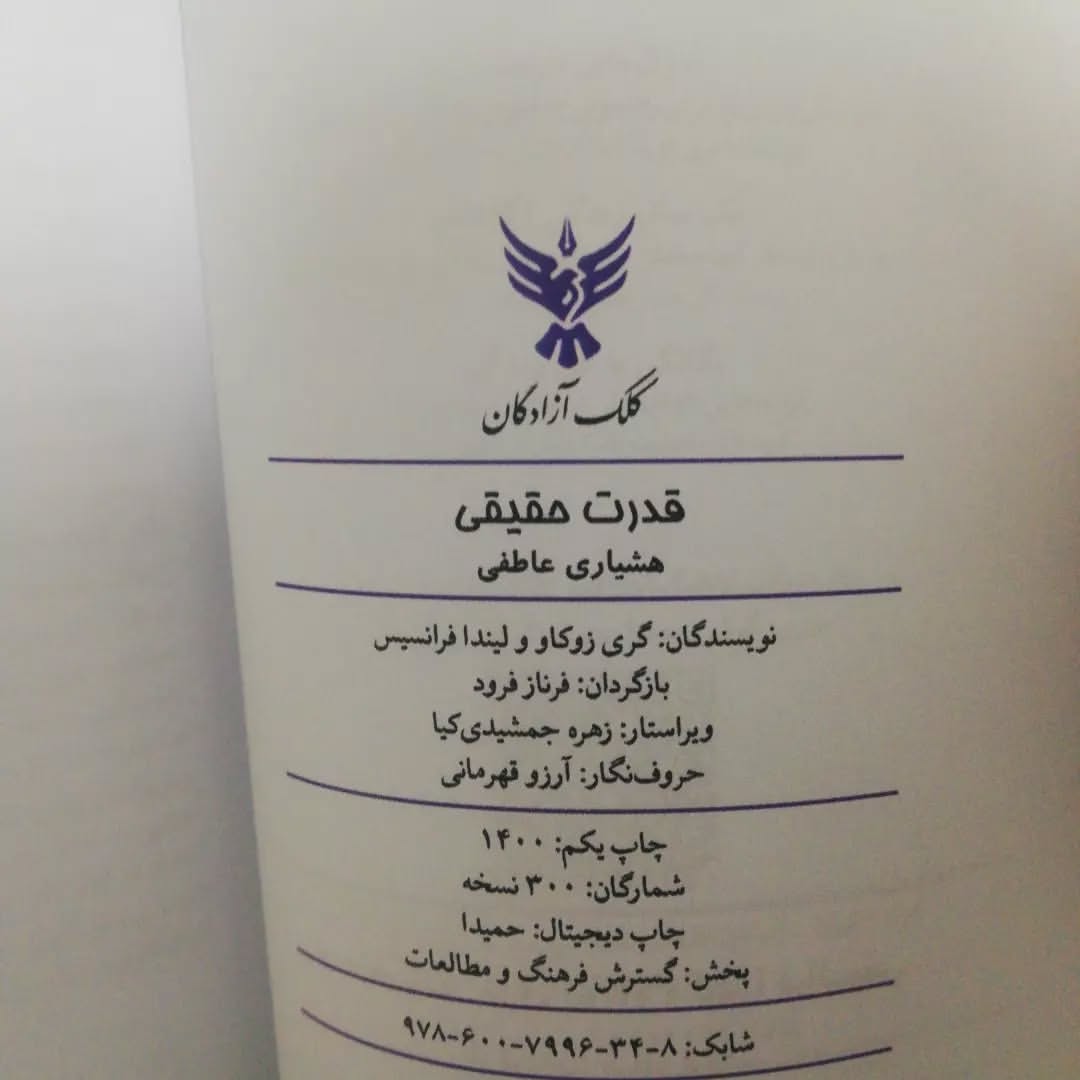 کلک آزادگان
قدرت حقیقی
هشیاری عاطفی
نویسندگان: گری زوکاو و لیندا فرانسیس
بازگردان: فرناز فرود
ویراستار: زهره جمشیدی‌کیا
حروف‌نگار: آرزو قهرمانی
چاپ یکم: ۱۴۰۰
شمارگان: ۳۰۰ نسخه
چاپ دیجیتال: حمیدا
پخش: گسترش فرهنگ و مطالعات
شابک: ۸-۳۴-۷۹۹۶-۶۰۰-۹۷۸